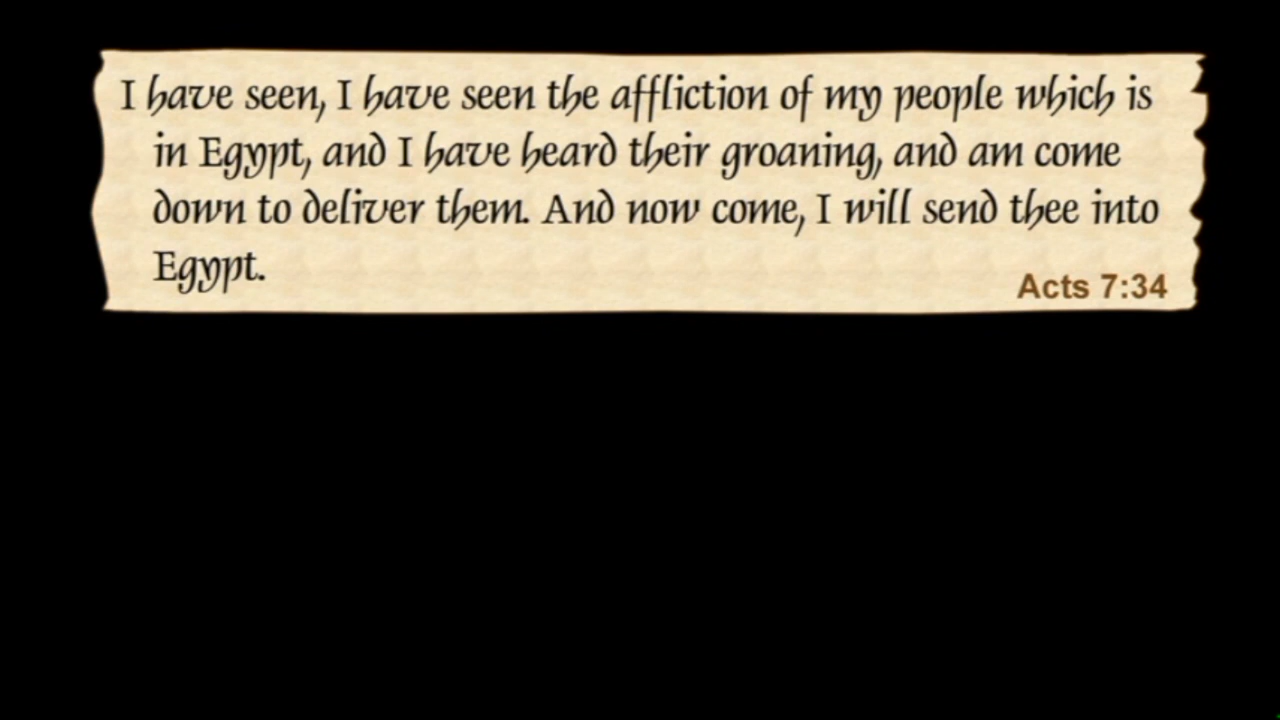 I have seen, I have seen the affliction of my people which is
in Egypt, and I have heard their groaning, and am come
down to deliver them. And now come, I will send thee into
Egypt.
Acts 7:34